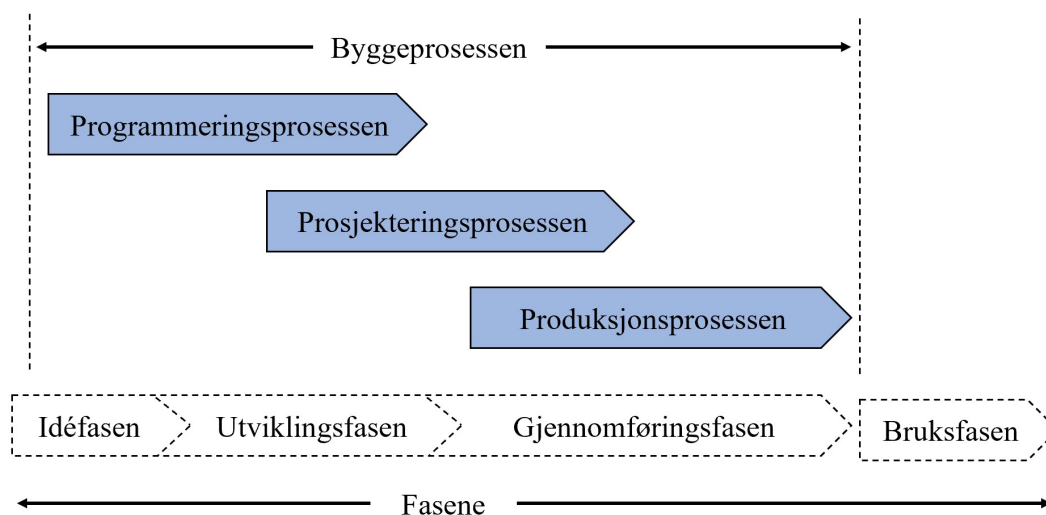 Byggeprosessen
Programmeringsprosessen
Prosjekteringsprosessen
Produksjonsprosessen
Idéfasen
Utviklingsfasen
Gjennomføringsfasen
Bruksfasen
Fasene